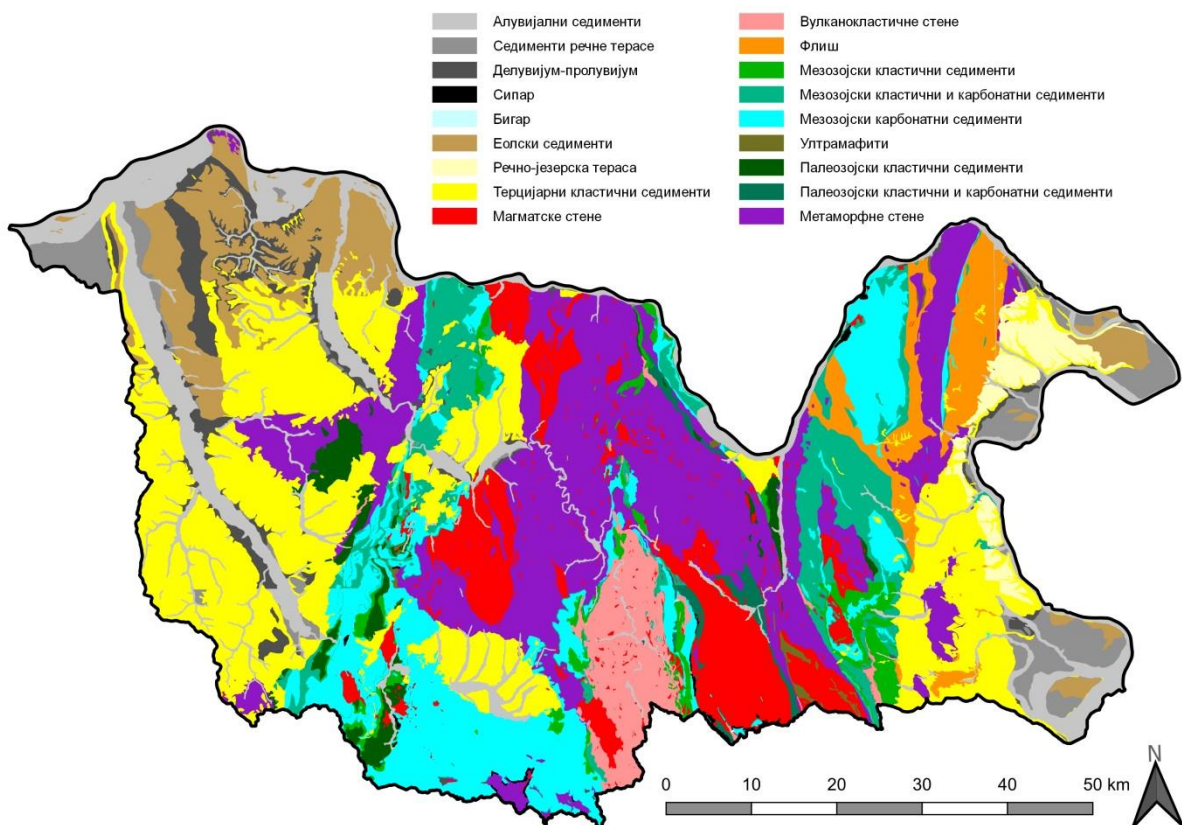 Алувијални седименти
Седименти речне терасе
Делувијум-пролувијум
Сипар
Бигар
Еолски седименти
Речно-језерска тераса
Терцијарни кластични седименти
Магматске стене
Вулканокластичне стене
Флиш
Мезозојски кластични седименти
Мезозојски кластични и карбонатни седименти
Мезозојски карбонатни седименти
Ултрамафити
Палеозојски кластични седименти
Палеозојски кластични и карбонатни седименти
Метаморфне стене
N
0 10 20 30 40 50 km